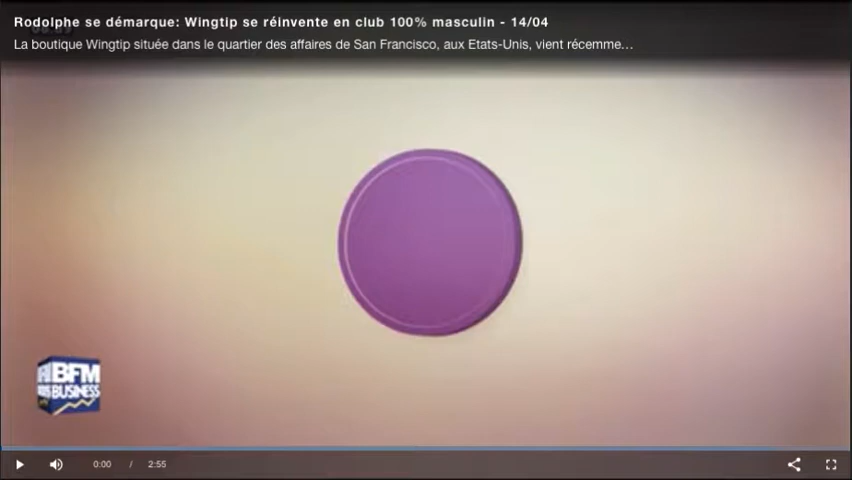 Rodolphe se démarque: Wingtip se réinvente en club 100% masculin - 14/04
La boutique Wingtip située dans le quartier des affaires de San Francisco, aux Etats-Unis, vient récemme…
BFM
BUSINESS
0:00 / 2:55